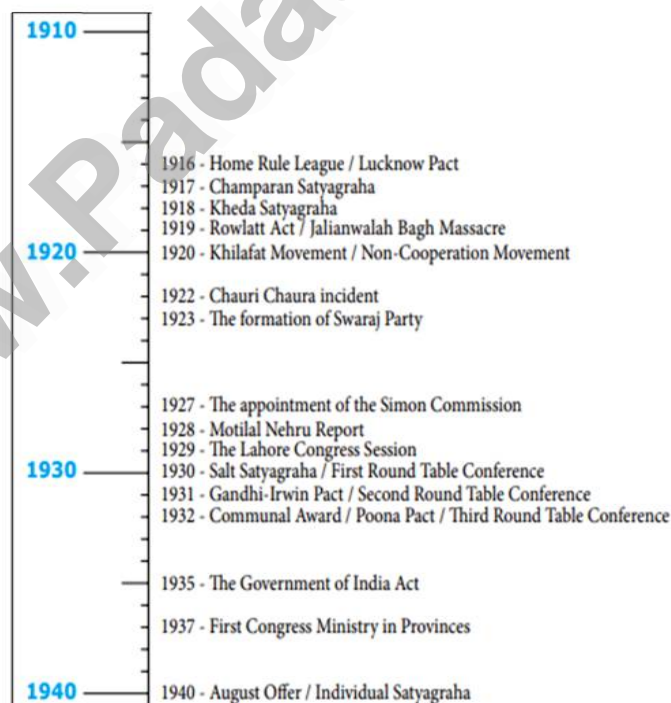 1910
1916 - Home Rule League / Lucknow Pact
1917 - Champaran Satyagraha
1918 - Kheda Satyagraha
1919 - Rowlatt Act / Jalianwalah Bagh Massacre
1920
1920 - Khilafat Movement / Non-Cooperation Movement
1922 - Chauri Chaura incident
1923 - The formation of Swaraj Party
1927 - The appointment of the Simon Commission
1928 - Motilal Nehru Report
1929 - The Lahore Congress Session
1930
1930 - Salt Satyagraha / First Round Table Conference
1931 - Gandhi-Irwin Pact / Second Round Table Conference
1932 - Communal Award / Poona Pact / Third Round Table Conference
1935 - The Government of India Act
1937 - First Congress Ministry in Provinces
1940
1940 - August Offer / Individual Satyagraha